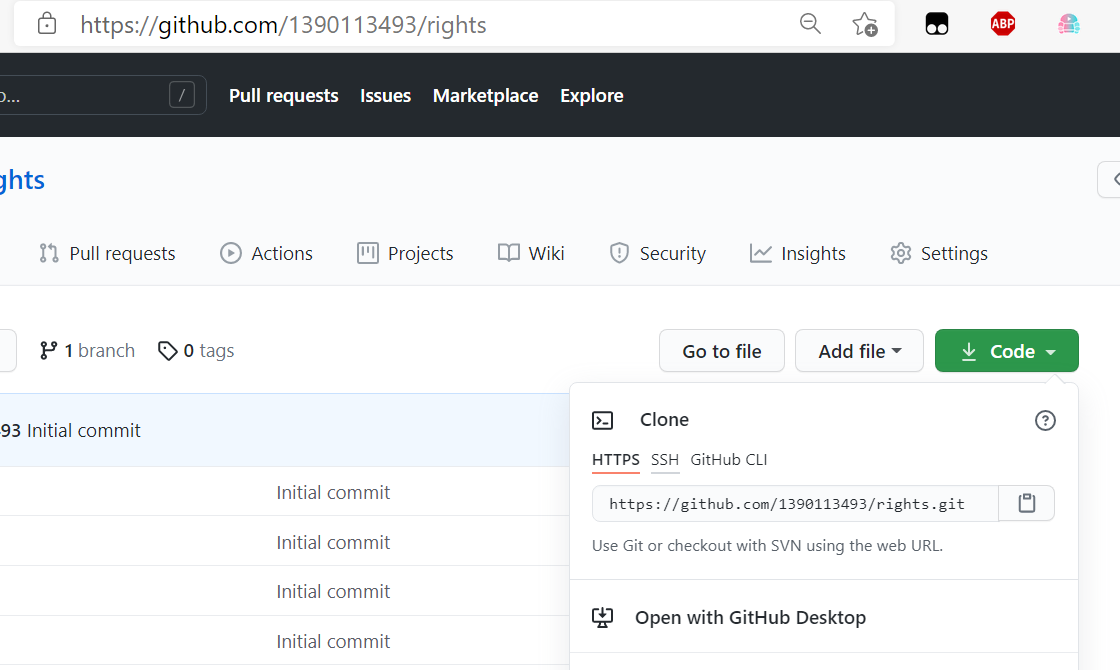 https://github.com/1390113493/rights
ABP
o... / Pull requests Issues Marketplace Explore
ghts
Pull requests Actions Projects Wiki Security Insights Settings
1 branch 0 tags Go to file Add file Code
93 Initial commit
Clone
HTTPS SSH GitHub CLI
Initial commit
https://github.com/1390113493/rights.git
Initial commit
Use Git or checkout with SVN using the web URL.
Initial commit
Open with GitHub Desktop
Initial commit